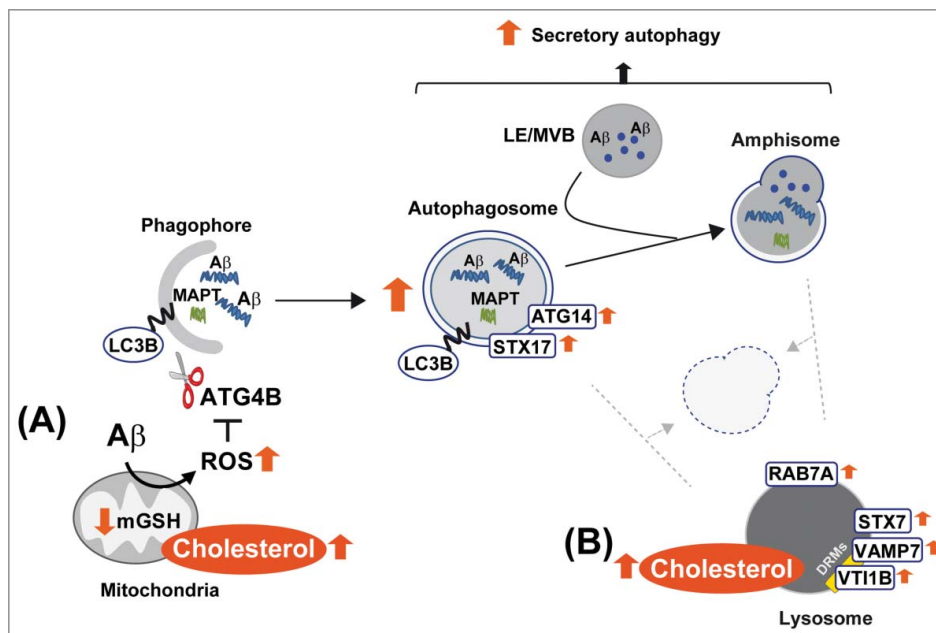 Secretory autophagy
LE/MVB
Aβ
Aβ
Amphisome
Autophagosome
Phagophore
Aβ
MAPT
Aβ
LC3B
Aβ
Aβ
MAPT
ATG14
STX17
LC3B
ATG4B
(A)
Aβ
ROS
mGSH
Cholesterol
Mitochondria
RAB7A
STX7
(B)
Cholesterol
DRMs
VAMP7
VTI1B
Lysosome